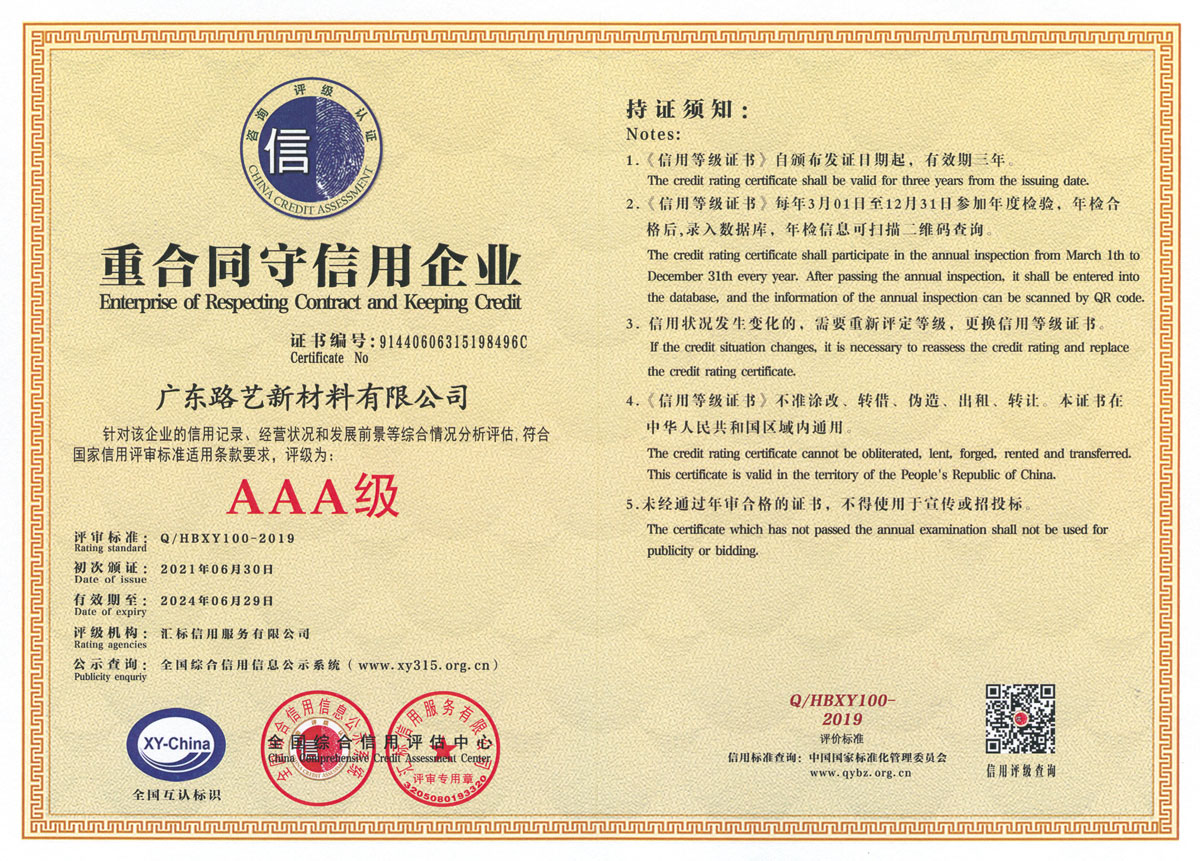 咨询 评级 认证
信
CHINA CREDIT ASSESSMENT
重合同守信用企业
Enterprise of Respecting Contract and Keeping Credit
证书编号:91440606315198496C
Certificate No
广东路艺新材料有限公司
针对该企业的信用记录、经营状况和发展前景等综合情况分析评估,符合
国家信用评审标准适用条款要求，评级为:
AAA级
评审标准: Q/HBXY100-2019
Rating standard
初次颁证: 2021年06月30日
Date of issue
有效期至: 2024年06月29日
Date of expiry
评级机构: 汇标信用服务有限公司
Rating agencies
公示查询: 全国综合信用信息公示系统（www.xy315.org.cn）
Publicity enquriy
XY-China
全国互认标识
全国综合信用信息公示系统
全国综合信用评估中心
China Comprehensive Credit Assessment Center
汇标信用服务有限公司
评审专用章
3205080193320
持证须知:
Notes:
1.《信用等级证书》自颁布发证日期起，有效期三年。
The credit rating certificate shall be valid for three years from the issuing date.
2.《信用等级证书》每年3月01日至12月31日参加年度检验，年检合
格后,录入数据库，年检信息可扫描二维码查询。
The credit rating certificate shall participate in the annual inspection from March 1th to
December 31th every year. After passing the annual inspection, it shall be entered into
the database, and the information of the annual inspection can be scanned by QR code.
3. 信用状况发生变化的，需要重新评定等级，更换信用等级证书。
If the credit situation changes, it is necessary to reassess the credit rating and replace
the credit rating certificate.
4.《信用等级证书》不准涂改、转借、伪造、出租、转让。本证书在
中华人民共和国区域内通用。
The credit rating certificate cannot be obliterated, lent, forged, rented and transferred.
This certificate is valid in the territory of the People's Republic of China.
5.未经通过年审合格的证书，不得使用于宣传或招投标。
The certificate which has not passed the annual examination shall not be used for
publicity or bidding.
Q/HBXY100-
2019
评价标准
信用标准查询: 中国国家标准化管理委员会
www.qybz.org.cn
信用评级查询